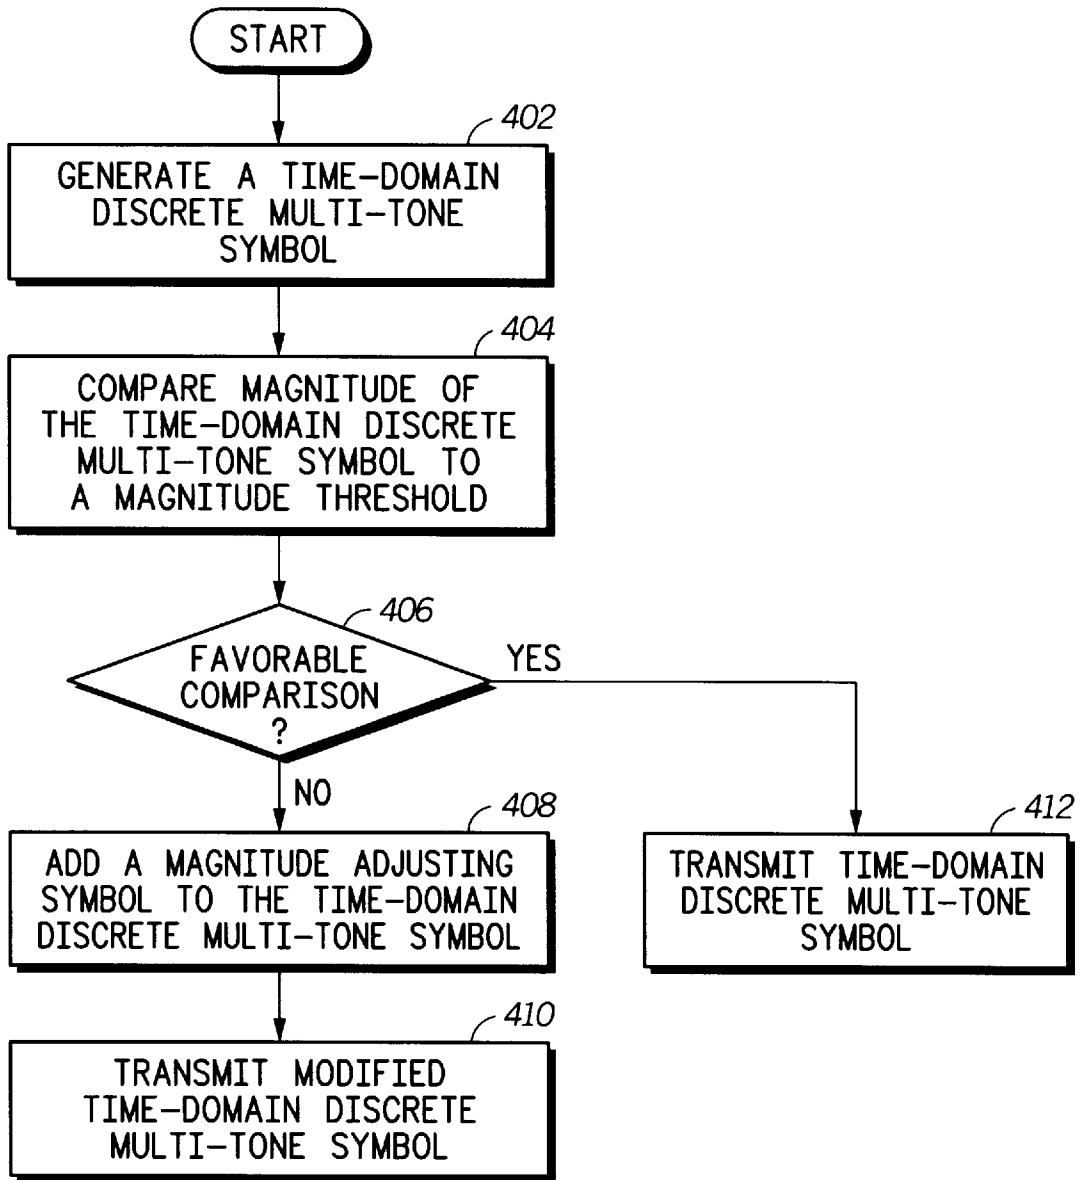 START
402
GENERATE A TIME-DOMAIN
DISCRETE MULTI-TONE
SYMBOL
404
COMPARE MAGNITUDE OF
THE TIME-DOMAIN DISCRETE
MULTI-TONE SYMBOL TO
A MAGNITUDE THRESHOLD
406
FAVORABLE
COMPARISON
?
YES
NO
408
ADD A MAGNITUDE ADJUSTING
SYMBOL TO THE TIME-DOMAIN
DISCRETE MULTI-TONE SYMBOL
412
TRANSMIT TIME-DOMAIN
DISCRETE MULTI-TONE
SYMBOL
410
TRANSMIT MODIFIED
TIME-DOMAIN DISCRETE
MULTI-TONE SYMBOL